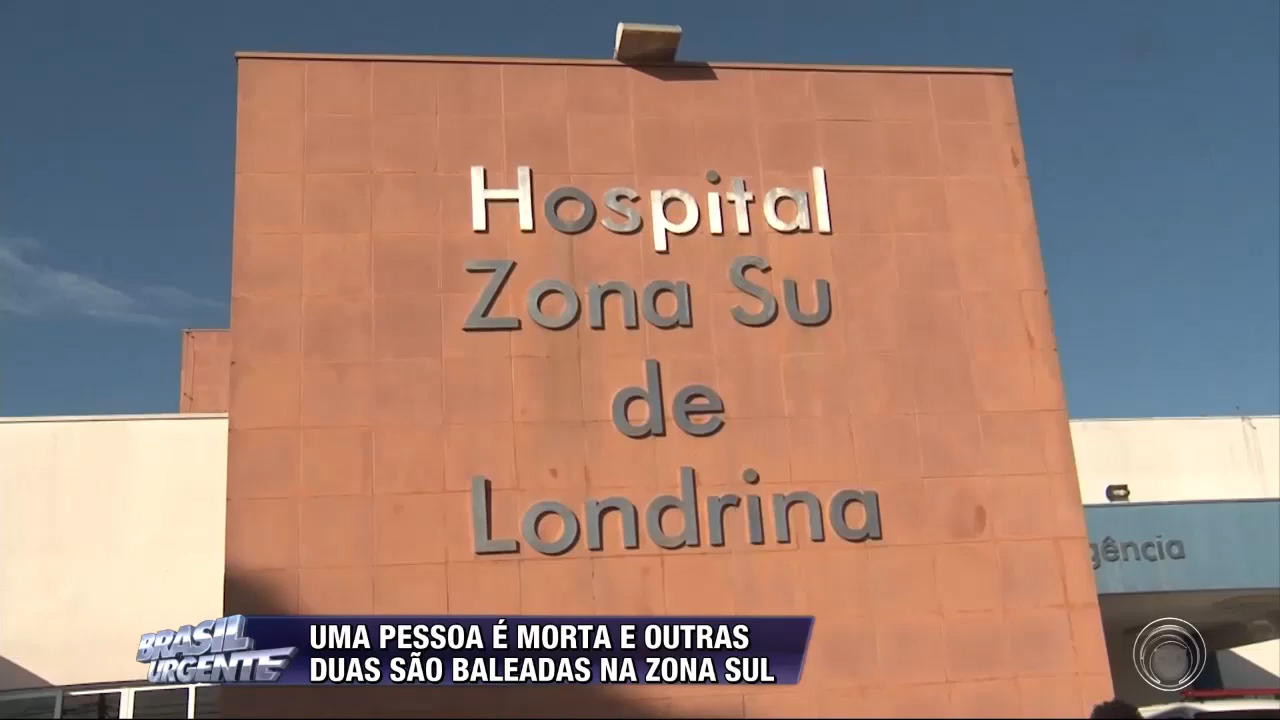 Hospital
Zona Su
de
Londrina
gência
BRASIL
URGENTE
UMA PESSOA É MORTA E OUTRAS
DUAS SÃO BALEADAS NA ZONA SUL